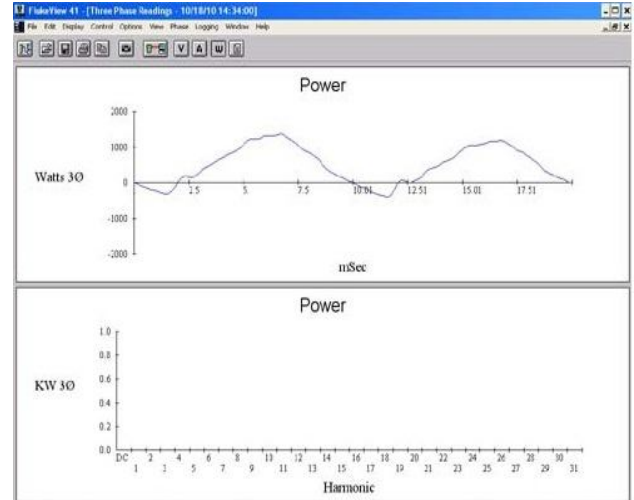 FlukeView 41 - [Three Phase Readings - 10/18/10 14:34:00]
File Edit Display Control Options View Phase Logging Window Help
V A W
Power
2000
1000
Watts 3Ø
0
2.5 5. 7.5 10.01 12.51 15.01 17.51
-1000
-2000
mSec
Power
1.0
0.8
0.6
KW 3Ø
0.4
0.2
0.0
DC 2 4 6 8 10 12 14 16 18 20 22 24 26 28 30
1 3 5 7 9 11 13 15 17 19 21 23 25 27 29 31
Harmonic